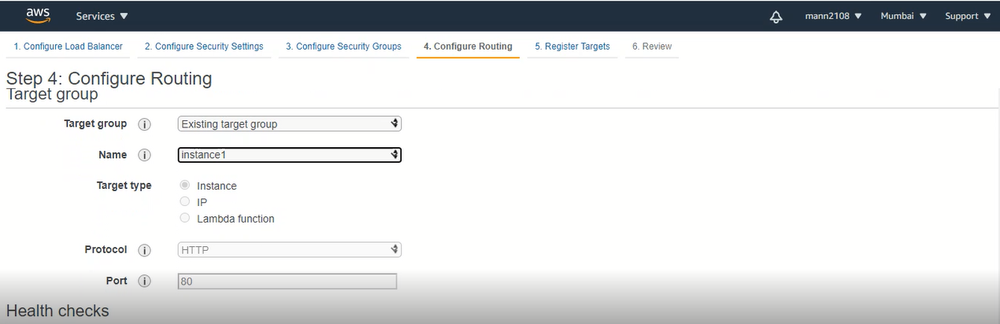 aws Services mann2108 Mumbai Support
1. Configure Load Balancer 2. Configure Security Settings 3. Configure Security Groups 4. Configure Routing 5. Register Targets 6. Review
Step 4: Configure Routing
Target group
Target group i Existing target group
Name i instance1
Target type Instance
IP
Lambda function
Protocol i HTTP
Port i 80
Health checks